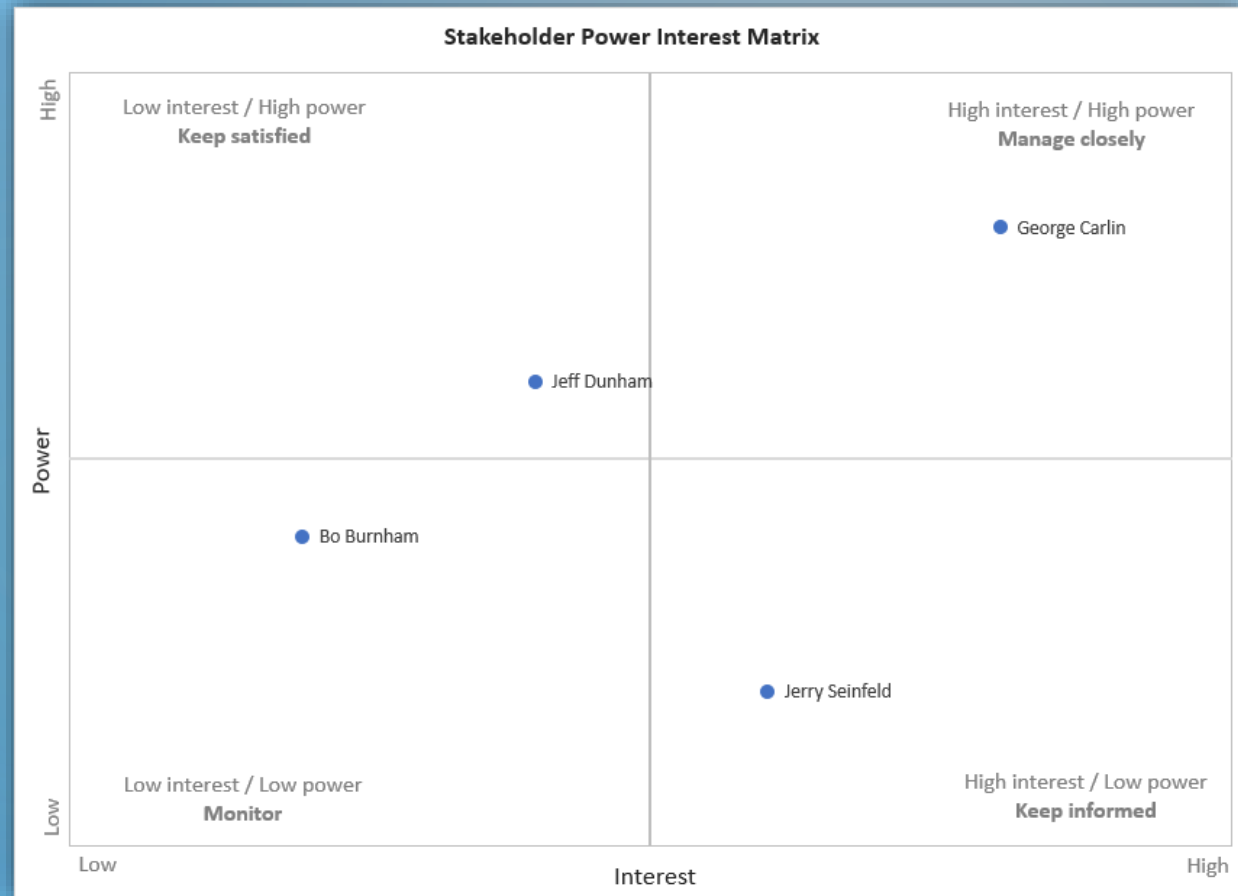 Stakeholder Power Interest Matrix
High
Low interest / High power
Keep satisfied
High interest / High power
Manage closely
George Carlin
Jeff Dunham
Power
Bo Burnham
Jerry Seinfeld
Low interest / Low power
Monitor
High interest / Low power
Keep informed
Low
Low
Interest
High